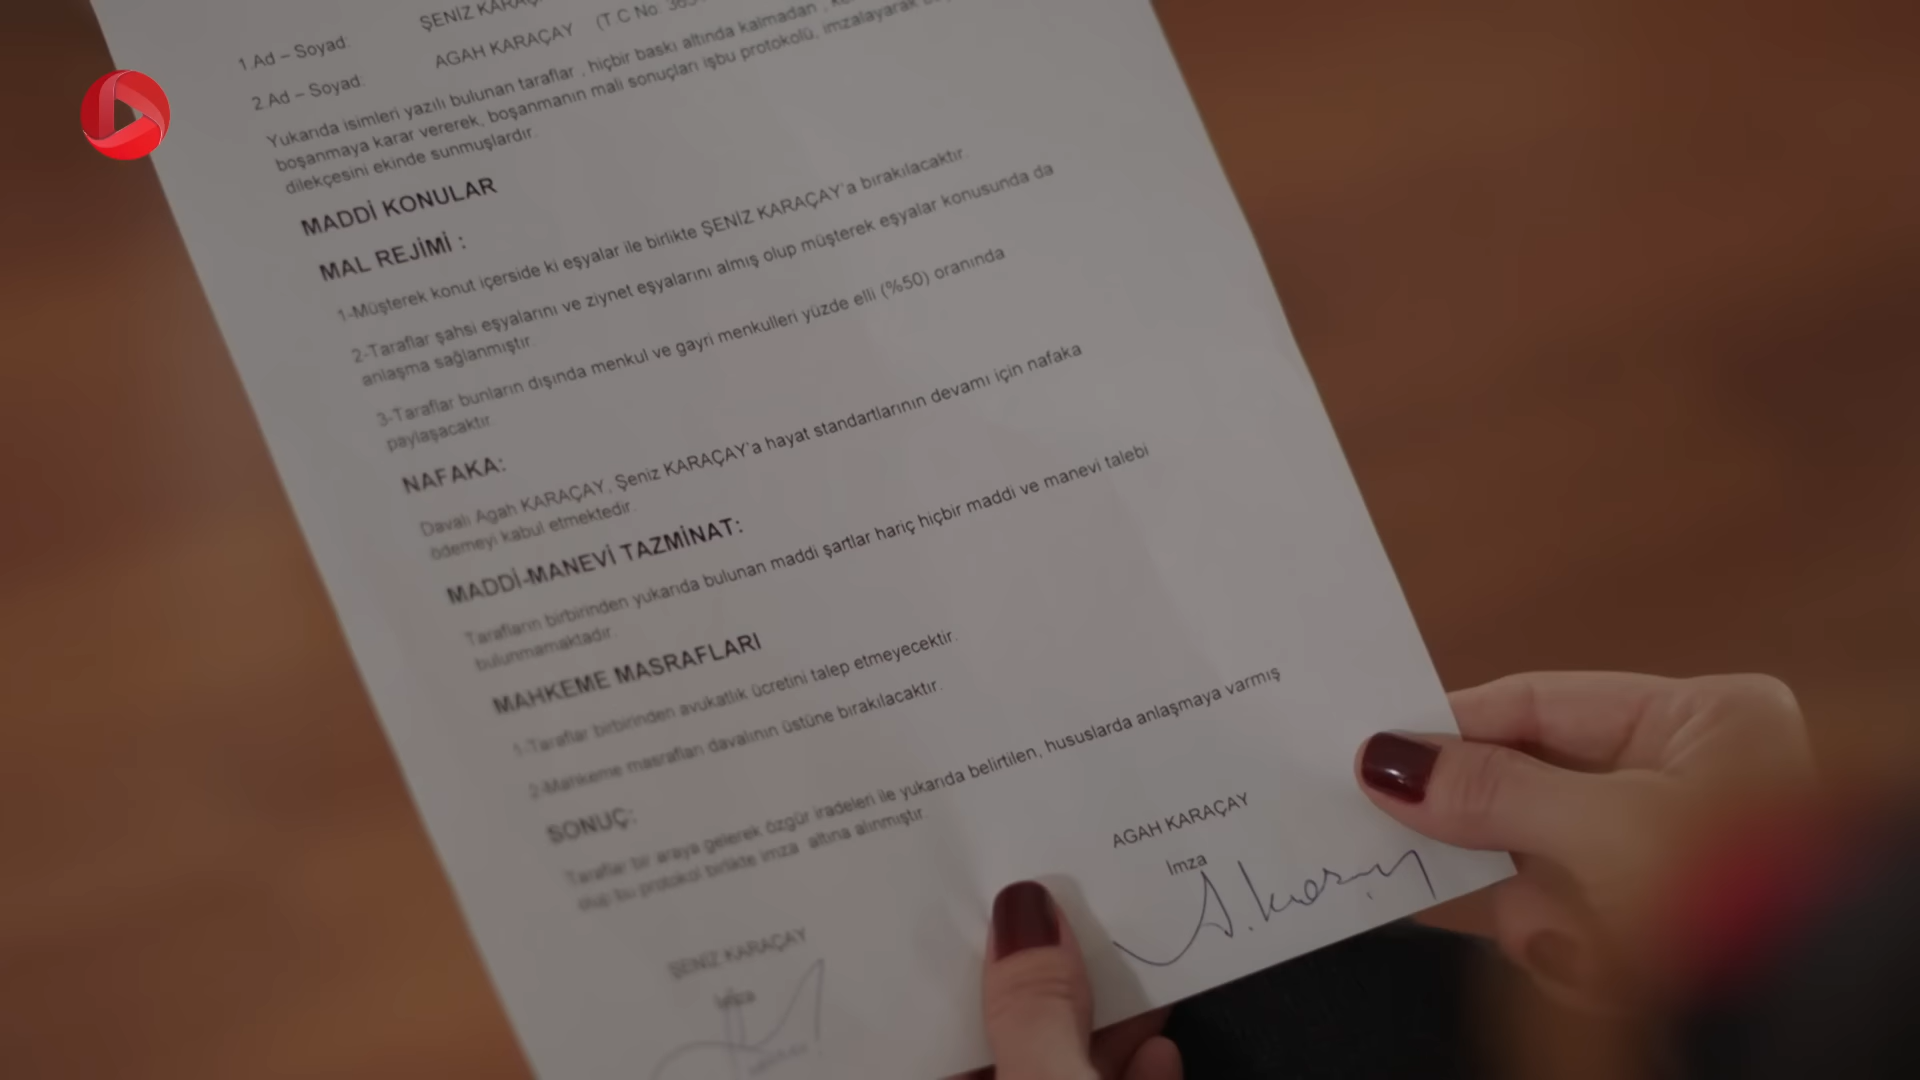 1.Ad – Soyad: ŞENİZ KARAÇ
2.Ad – Soyad: AGAH KARAÇAY (T C No:
Yukarıda isimleri yazılı bulunan taraflar , hiçbir baskı altında kalmadan ,
boşanmaya karar vererek, boşanmanın mali sonuçları işbu protokolü, imzalayarak
dilekçesini ekinde sunmuşlardır.
MADDİ KONULAR
MAL REJİMİ :
1-Müşterek konut içerside ki eşyalar ile birlikte ŞENİZ KARAÇAY'a bırakılacaktır.
2-Taraflar şahsi eşyalarını ve ziynet eşyalarını almış olup müşterek eşyalar konusunda da
anlaşma sağlanmıştır.
3-Taraflar bunların dışında menkul ve gayri menkulleri yüzde elli (%50) oranında
paylaşacaktır.
NAFAKA:
Davalı Agah KARAÇAY, Şeniz KARAÇAY'a hayat standartlarının devamı için nafaka
ödemeyi kabul etmektedir.
MADDİ-MANEVİ TAZMİNAT:
Tarafların birbirinden yukarıda bulunan maddi şartlar hariç hiçbir maddi ve manevi talebi
bulunmamaktadır.
MAHKEME MASRAFLARI
1-Taraflar birbirinden avukatlık ücretini talep etmeyecektir.
2-Mahkeme masrafları davalının üstüne bırakılacaktır.
SONUÇ:
Taraflar bir araya gelerek özgür iradeleri ile yukarıda belirtilen, hususlarda anlaşmaya varmış
olup bu protokol birlikte imza altına alınmıştır.
AGAH KARAÇAY
İmza
A.Karaçay
ŞENİZ KARAÇAY
İmza